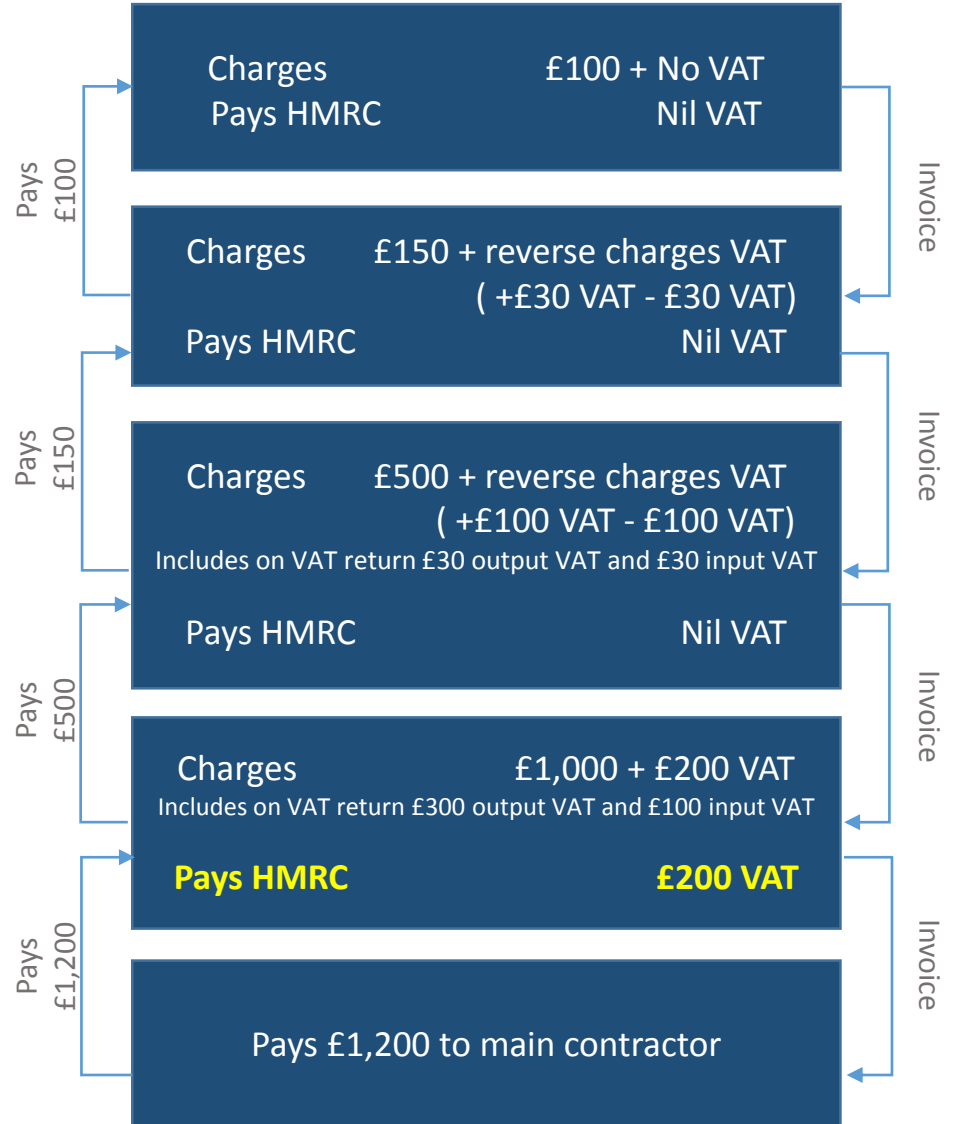 Charges £100 + No VAT
Pays HMRC Nil VAT
Pays
£100
Invoice
Charges £150 + reverse charges VAT
( +£30 VAT - £30 VAT)
Pays HMRC Nil VAT
Pays
£150
Invoice
Charges £500 + reverse charges VAT
( +£100 VAT - £100 VAT)
Includes on VAT return £30 output VAT and £30 input VAT
Pays HMRC Nil VAT
Pays
£500
Invoice
Charges £1,000 + £200 VAT
Includes on VAT return £300 output VAT and £100 input VAT
Pays HMRC £200 VAT
Pays
£1,200
Invoice
Pays £1,200 to main contractor